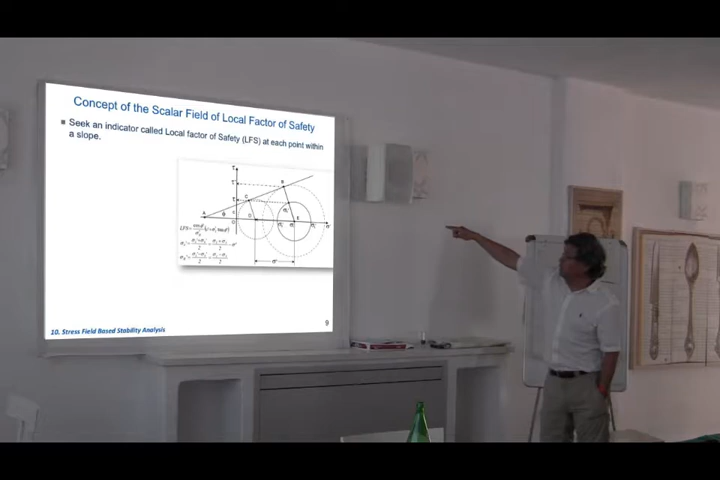 Concept of the Scalar Field of Local Factor of Safety
Seek an indicator called Local factor of Safety (LFS) at each point within
a slope.
A
B
C
10. Stress Field Based Stability Analysis
9